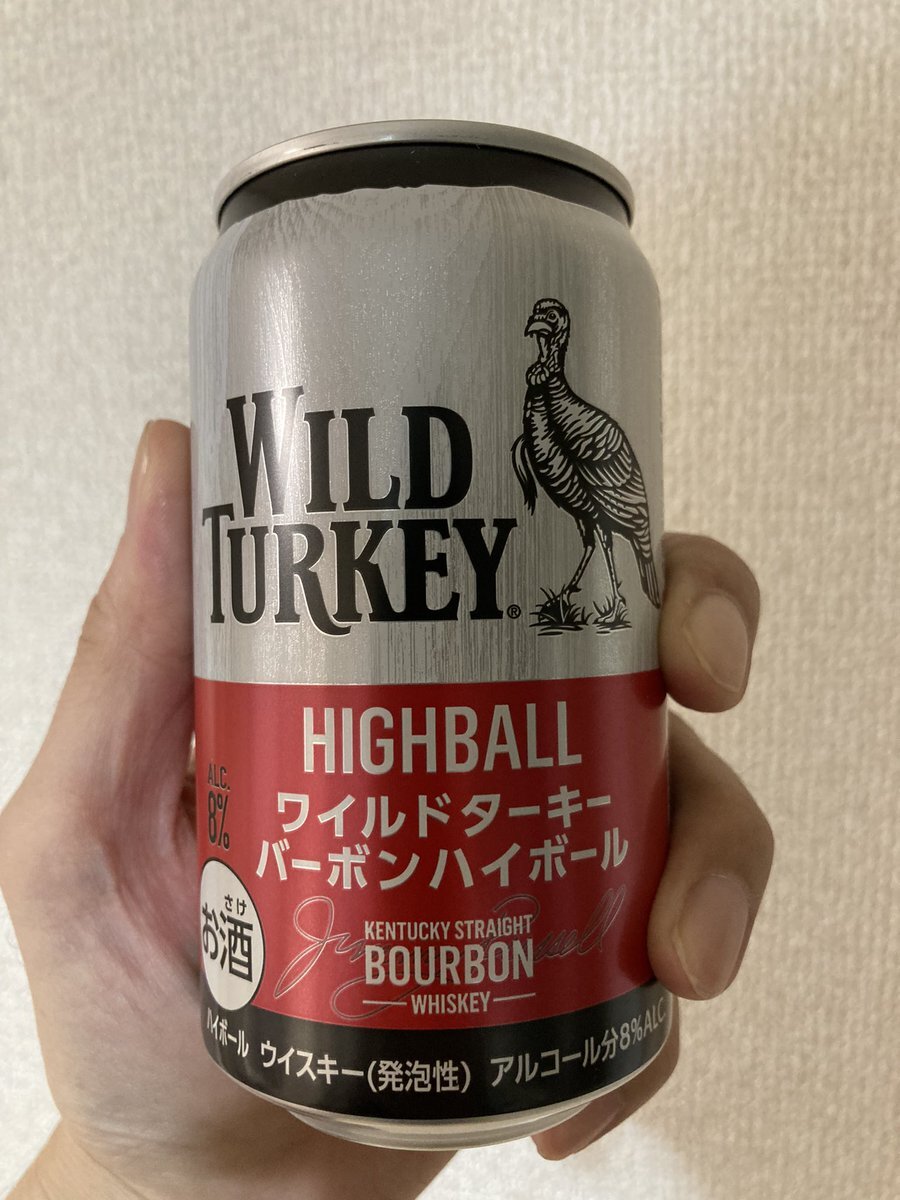 WILD
TURKEY®
HIGHBALL
ワイルドターキー
バーボンハイボール
ALC.
8%
さけ
お酒
KENTUCKY STRAIGHT
BOURBON
WHISKEY
ハイボール ウイスキー(発泡性) アルコール分8%ALC